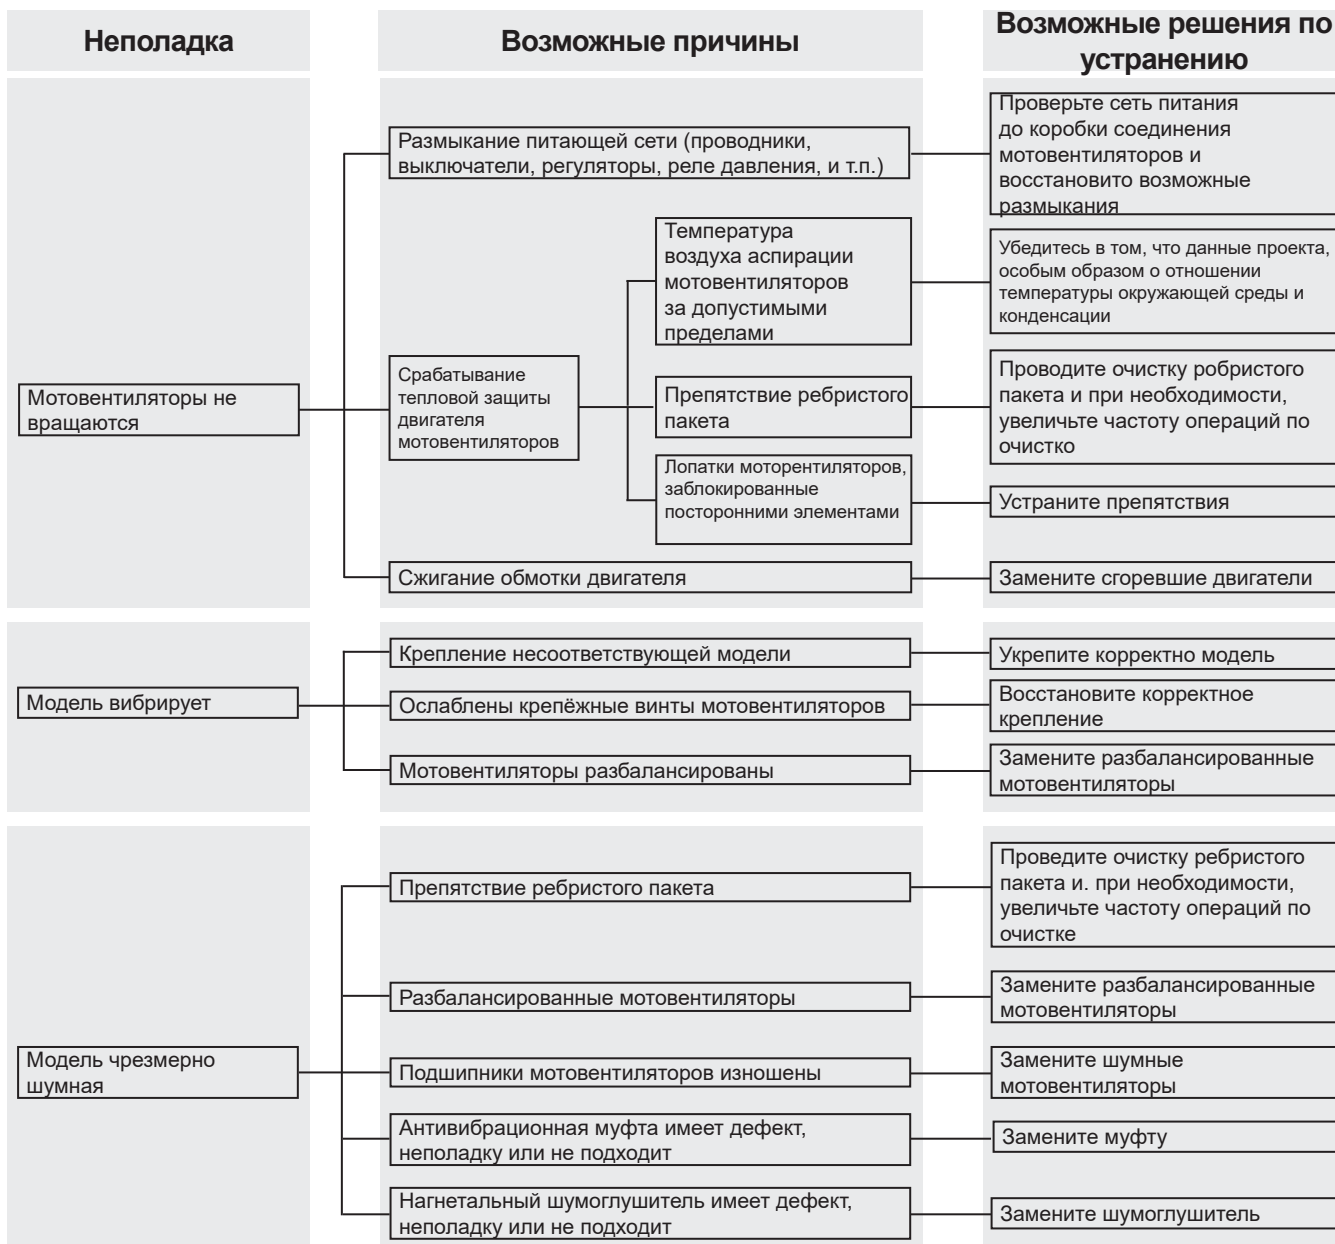 Неполадка
Возможные причины
Возможные решения по
устранению
Мотовентиляторы не
вращаются
Размыкание питающей сети (проводники,
выключатели, регуляторы, реле давления, и т.п.)
Проверьте сеть питания
до коробки соединения
мотовентиляторов и
восстановито возможные
размыкания
Срабатывание
тепловой защиты
двигателя
мотовентиляторов
Температура
воздуха аспирации
мотовентиляторов
за допустимыми
пределами
Убедитесь в том, что данные проекта,
особым образом о отношении
температуры окружающей среды и
конденсации
Препятствие ребристого
пакета
Проводите очистку робристого
пакета и при необходимости,
увеличьте частоту операций по
очистко
Лопатки моторентиляторов,
заблокированные
посторонними элементами
Устраните препятствия
Сжигание обмотки двигателя
Замените сгоревшие двигатели
Модель вибрирует
Крепление несоответствующей модели
Укрепите корректно модель
Ослаблены крепёжные винты мотовентиляторов
Восстановите корректное
крепление
Мотовентиляторы разбалансированы
Замените разбалансированные
мотовентиляторы
Модель чрезмерно
шумная
Препятствие ребристого пакета
Проведите очистку ребристого
пакета и. при необходимости,
увеличьте частоту операций по
очистке
Разбалансированные мотовентиляторы
Замените разбалансированные
мотовентиляторы
Подшипники мотовентиляторов изношены
Замените шумные
мотовентиляторы
Антивибрационная муфта имеет дефект,
неполадку или не подходит
Замените муфту
Нагнетальный шумоглушитель имеет дефект,
неполадку или не подходит
Замените шумоглушитель